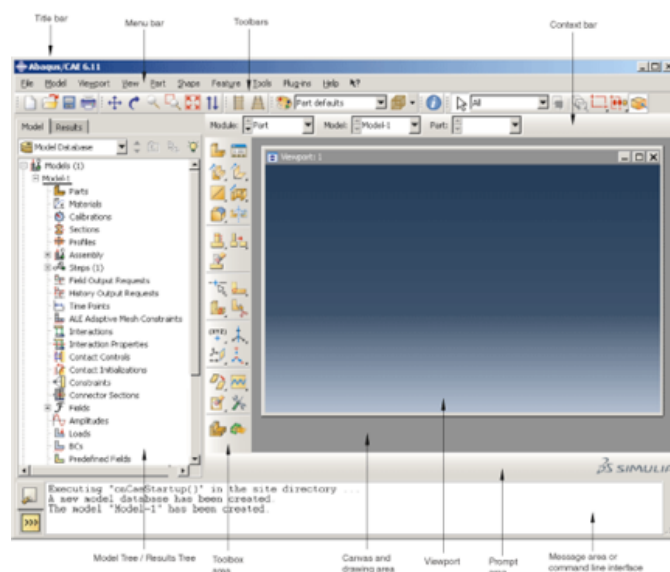 Title bar
Menu bar
Toolbars
Context bar
Abaqus/CAE 6.11
File Model Viewport View Part Shape Feature Tools Plug-ins Help
Part defaults
All
Model Results
Module: Part Model: Model-1 Part:
Model Database
Viewport: 1
Models (1)
Model-1
Parts
Materials
Calibrations
Sections
Profiles
Assembly
Steps (1)
Field Output Requests
History Output Requests
Time Points
ALE Adaptive Mesh Constraints
Interactions
Interaction Properties
Contact Controls
Contact Initializations
Constraints
Connector Sections
Fields
Amplitudes
Loads
BCs
Predefined Fields
(XYZ)
SIMULIA
Executing "onCaeStartup()" in the site directory ...
A new model database has been created.
The model "Model-1" has been created.
>>>
Model Tree / Results Tree
Toolbox
area
Canvas and
drawing area
Viewport
Prompt
area
Message area or
command line interface